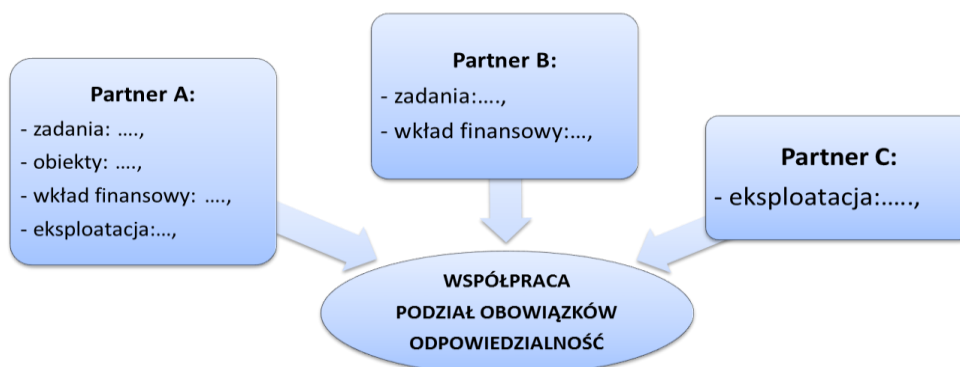 Partner A:
- zadania: ….,
- obiekty: ….,
- wkład finansowy: ….,
- eksploatacja:…,
Partner B:
- zadania:….,
- wkład finansowy:…,
Partner C:
- eksploatacja:…..,
WSPÓŁPRACA
PODZIAŁ OBOWIĄZKÓW
ODPOWIEDZIALNOŚĆ